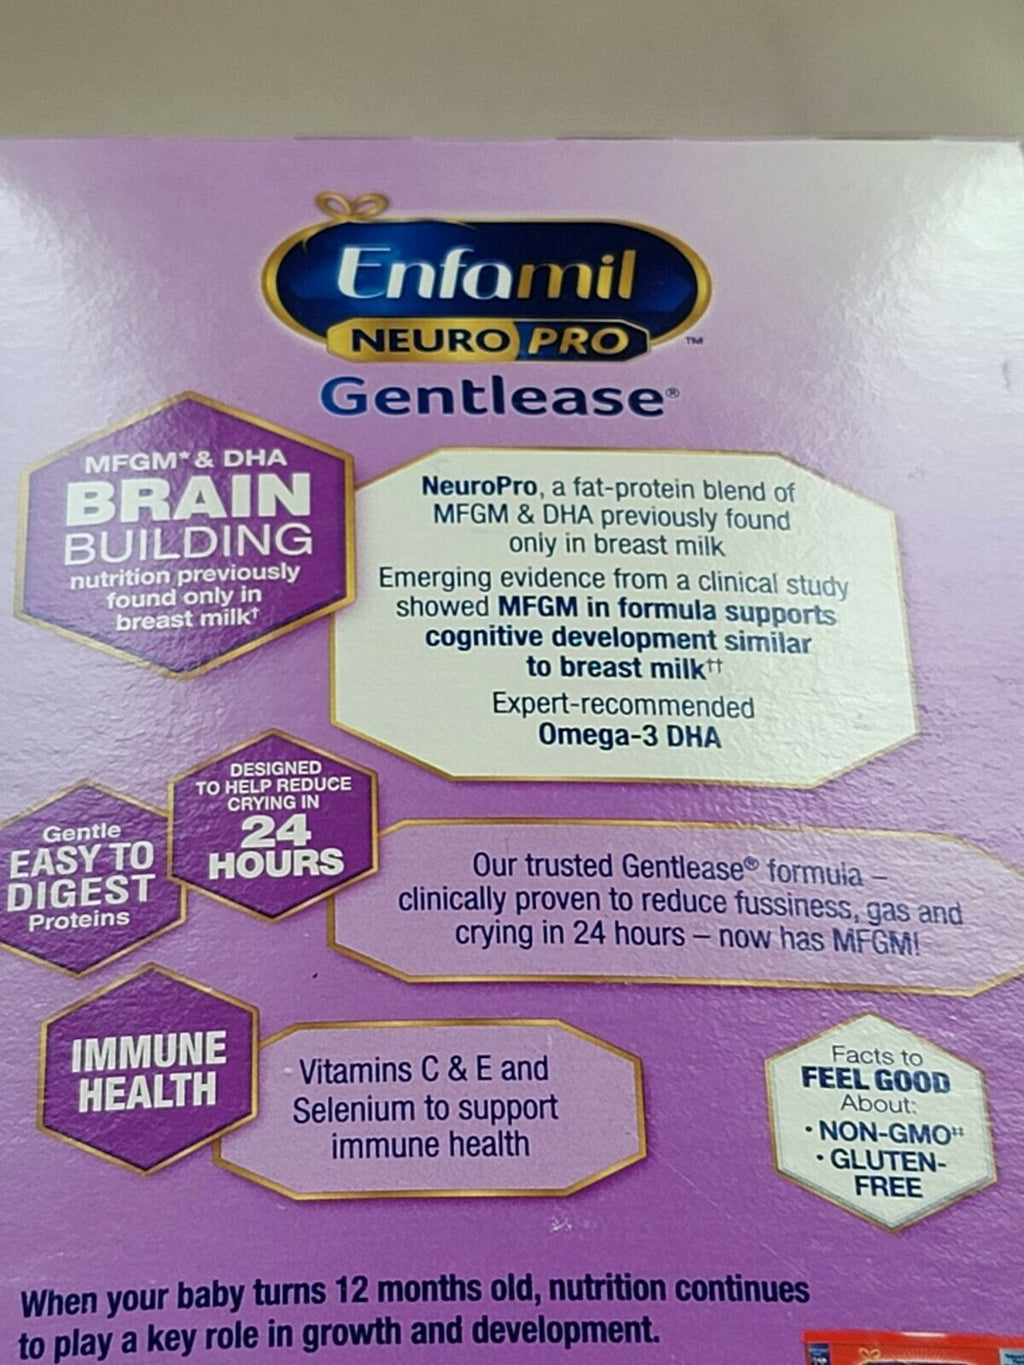 Enfamil
NEURO PRO™
Gentlease®
MFGM* & DHA
BRAIN
BUILDING
nutrition previously
found only in
breast milk†
NeuroPro, a fat-protein blend of
MFGM & DHA previously found
only in breast milk
Emerging evidence from a clinical study
showed MFGM in formula supports
cognitive development similar
to breast milk††
Expert-recommended
Omega-3 DHA
DESIGNED
TO HELP REDUCE
CRYING IN
24
HOURS
Gentle
EASY TO
DIGEST
Proteins
Our trusted Gentlease® formula –
clinically proven to reduce fussiness, gas and
crying in 24 hours – now has MFGM!
IMMUNE
HEALTH
Vitamins C & E and
Selenium to support
immune health
Facts to
FEEL GOOD
About:
• NON-GMO‡‡
• GLUTEN-
FREE
When your baby turns 12 months old, nutrition continues
to play a key role in growth and development.